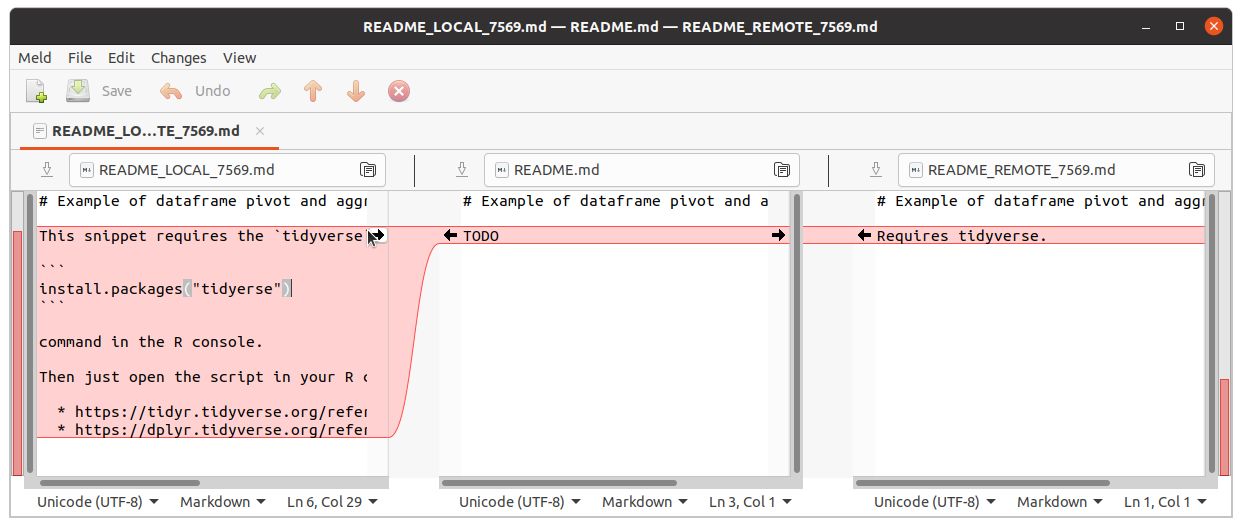 README_LOCAL_7569.md — README.md — README_REMOTE_7569.md
Meld File Edit Changes View
Save Undo
README_LO…TE_7569.md
README_LOCAL_7569.md
README.md
README_REMOTE_7569.md
# Example of dataframe pivot and aggr
This snippet requires the `tidyverse
```
install.packages("tidyerse")
```
command in the R console.
Then just open the script in your R c
* https://tidyr.tidyverse.org/refer
* https://dplyr.tidyverse.org/refer
# Example of dataframe pivot and a
TODO
# Example of dataframe pivot and aggr
Requires tidyverse.
Unicode (UTF-8) Markdown Ln 6, Col 29
Unicode (UTF-8) Markdown Ln 3, Col 1
Unicode (UTF-8) Markdown Ln 1, Col 1